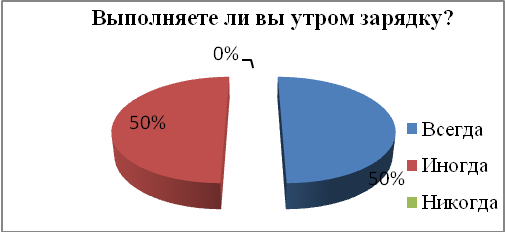 Выполняете ли вы утром зарядку?
0%
50%
50%
Всегда
Иногда
Никогда